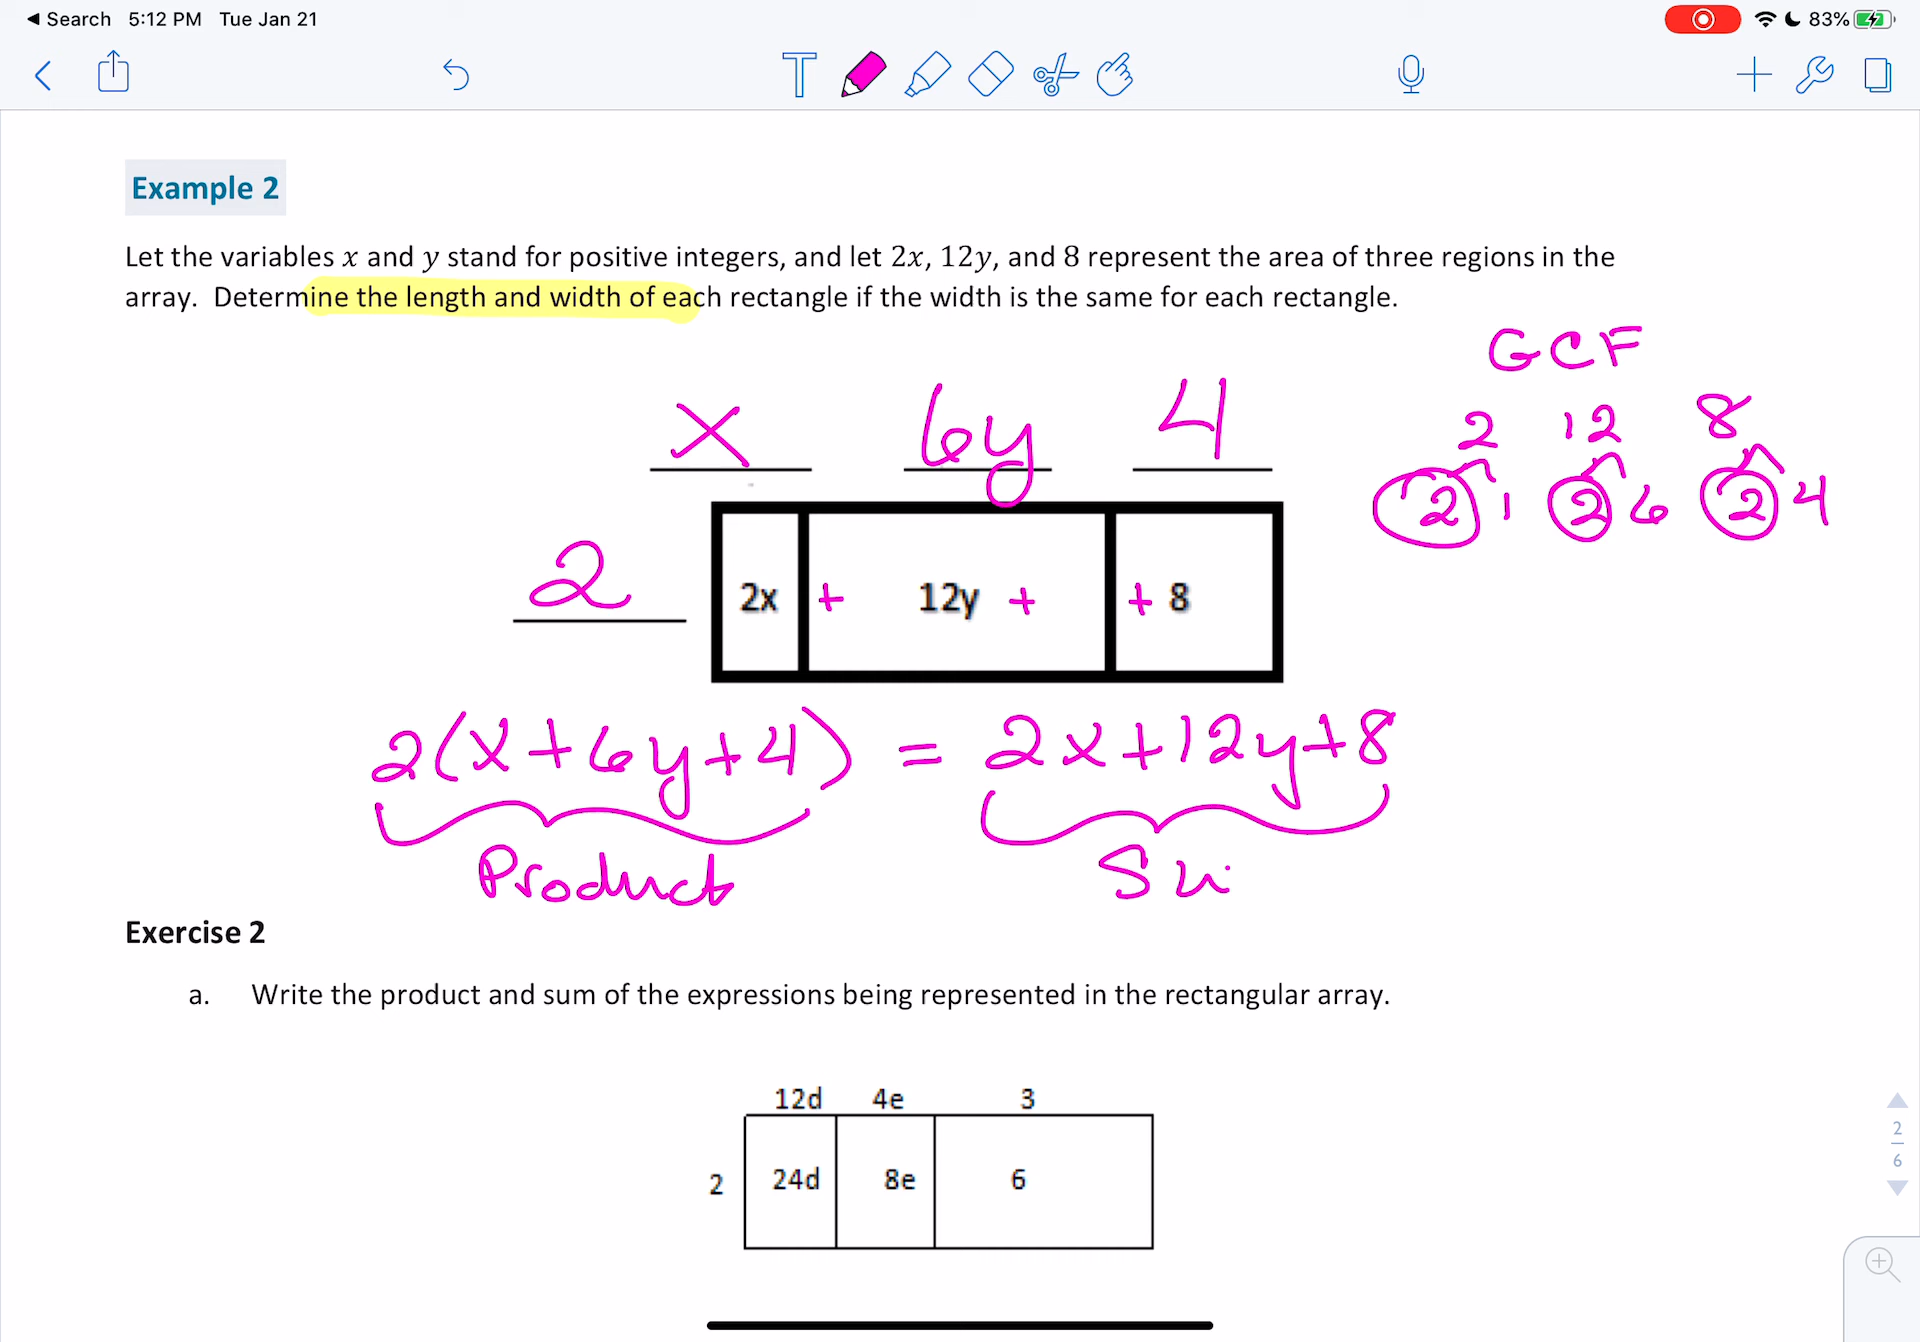 Search 5:12 PM Tue Jan 21 83%
Example 2
Let the variables x and y stand for positive integers, and let 2x, 12y, and 8 represent the area of three regions in the
array. Determine the length and width of each rectangle if the width is the same for each rectangle.
GCF
x 6y 4
2 12 8
2 1 2 6 2 4
2 2x + 12y + + 8
2(x+6y+4) = 2x+12y+8
Product Su
Exercise 2
a. Write the product and sum of the expressions being represented in the rectangular array.
12d 4e 3
2 24d 8e 6
2
6